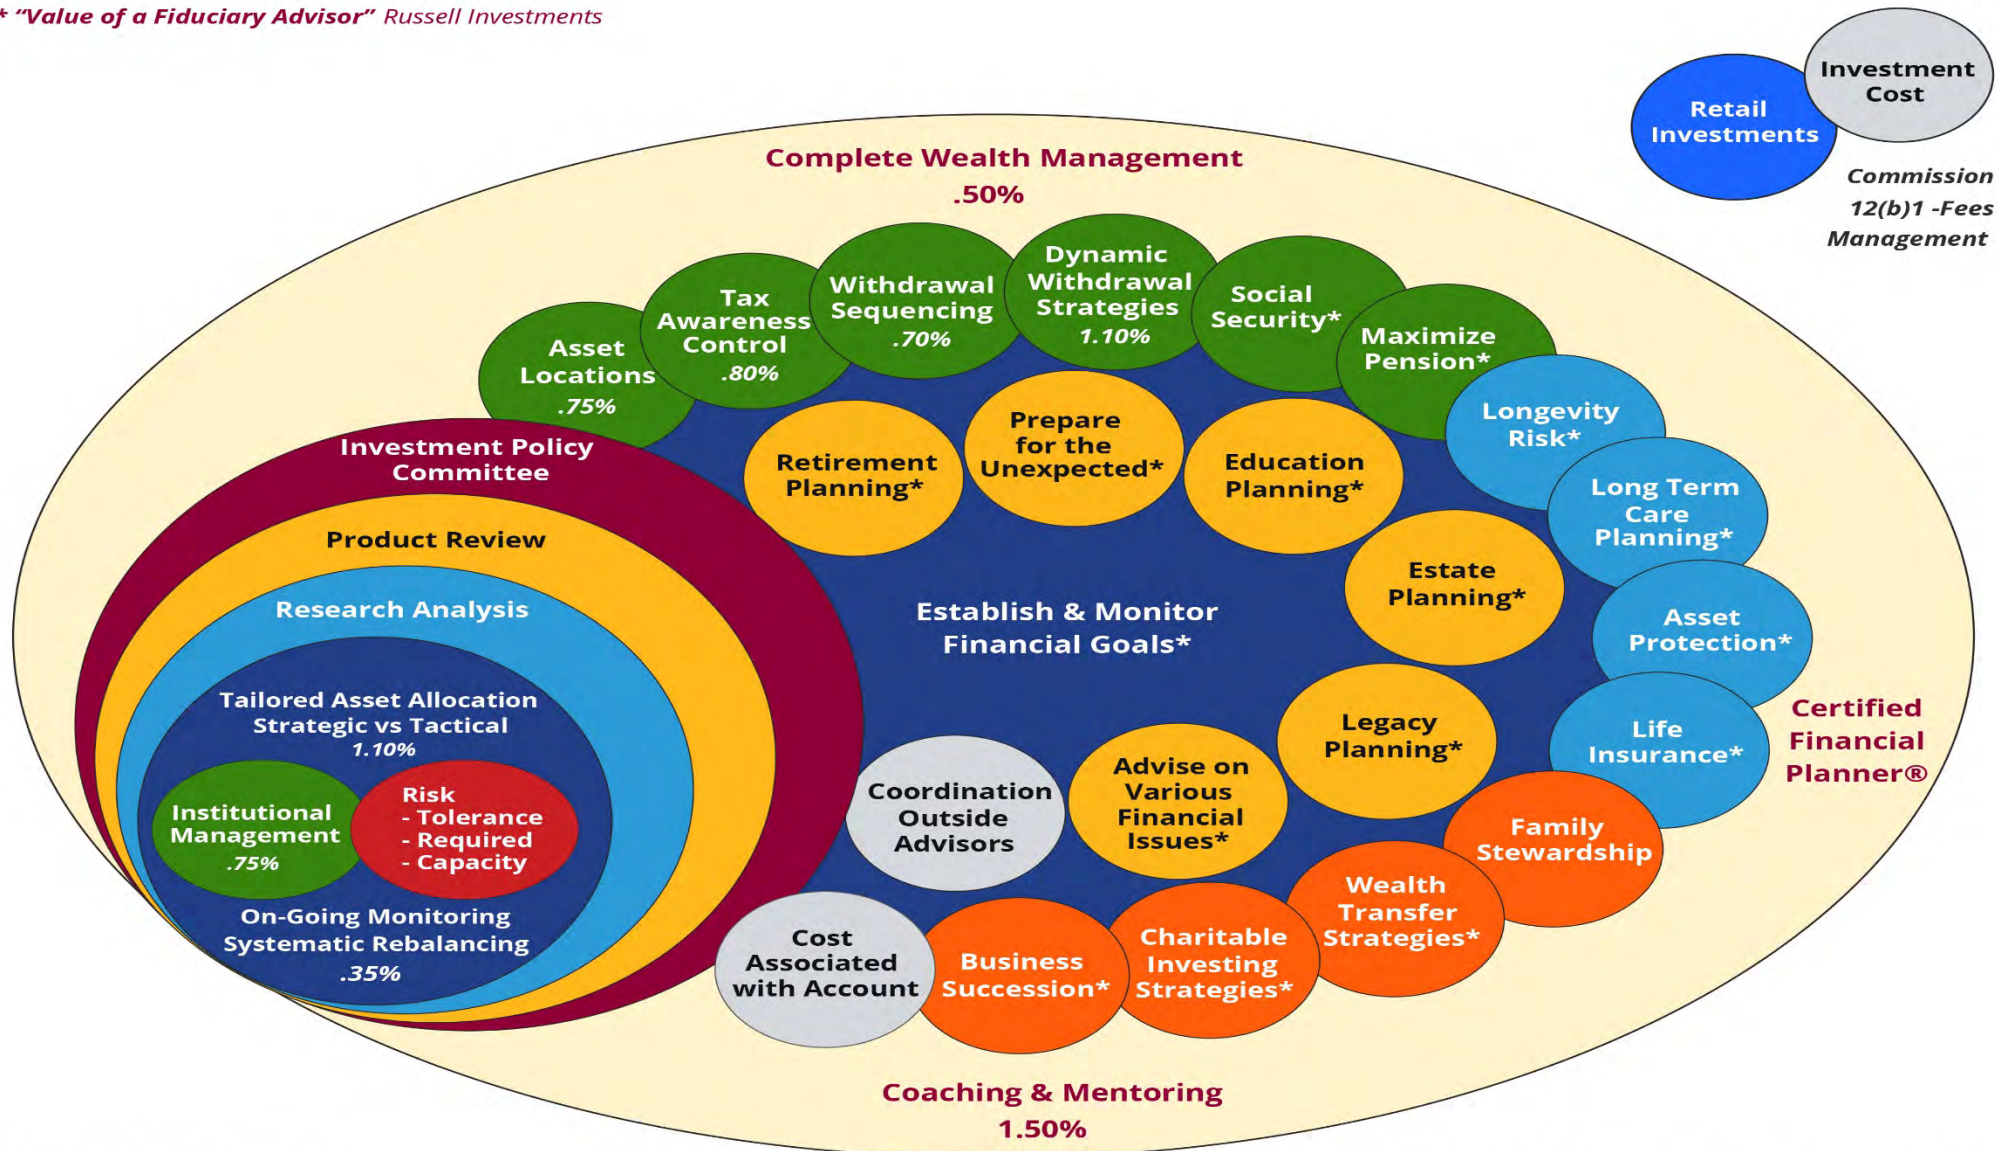 * “Value of a Fiduciary Advisor” Russell Investments
Investment
Cost
Retail
Investments
Commission
12(b)1 -Fees
Management
Complete Wealth Management
.50%
Asset
Locations
.75%
Tax
Awareness
Control
.80%
Withdrawal
Sequencing
.70%
Dynamic
Withdrawal
Strategies
1.10%
Social
Security*
Maximize
Pension*
Longevity
Risk*
Long Term
Care
Planning*
Asset
Protection*
Life
Insurance*
Certified
Financial
Planner®
Retirement
Planning*
Prepare
for the
Unexpected*
Education
Planning*
Estate
Planning*
Legacy
Planning*
Advise on
Various
Financial
Issues*
Coordination
Outside
Advisors
Establish & Monitor
Financial Goals*
Investment Policy
Committee
Product Review
Research Analysis
Tailored Asset Allocation
Strategic vs Tactical
1.10%
Institutional
Management
.75%
Risk
- Tolerance
- Required
- Capacity
On-Going Monitoring
Systematic Rebalancing
.35%
Cost
Associated
with Account
Business
Succession*
Charitable
Investing
Strategies*
Wealth
Transfer
Strategies*
Family
Stewardship
Coaching & Mentoring
1.50%